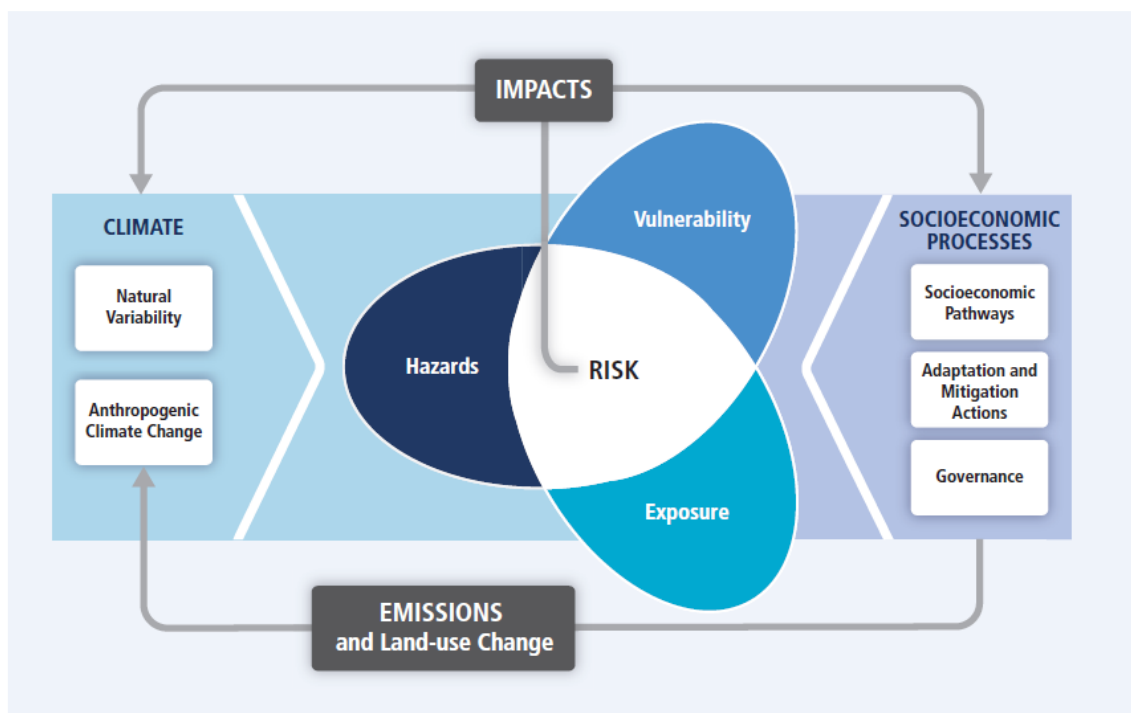 IMPACTS
CLIMATE
Natural
Variability
Anthropogenic
Climate Change
Vulnerability
Hazards
RISK
Exposure
SOCIOECONOMIC
PROCESSES
Socioeconomic
Pathways
Adaptation and
Mitigation
Actions
Governance
EMISSIONS
and Land-use Change